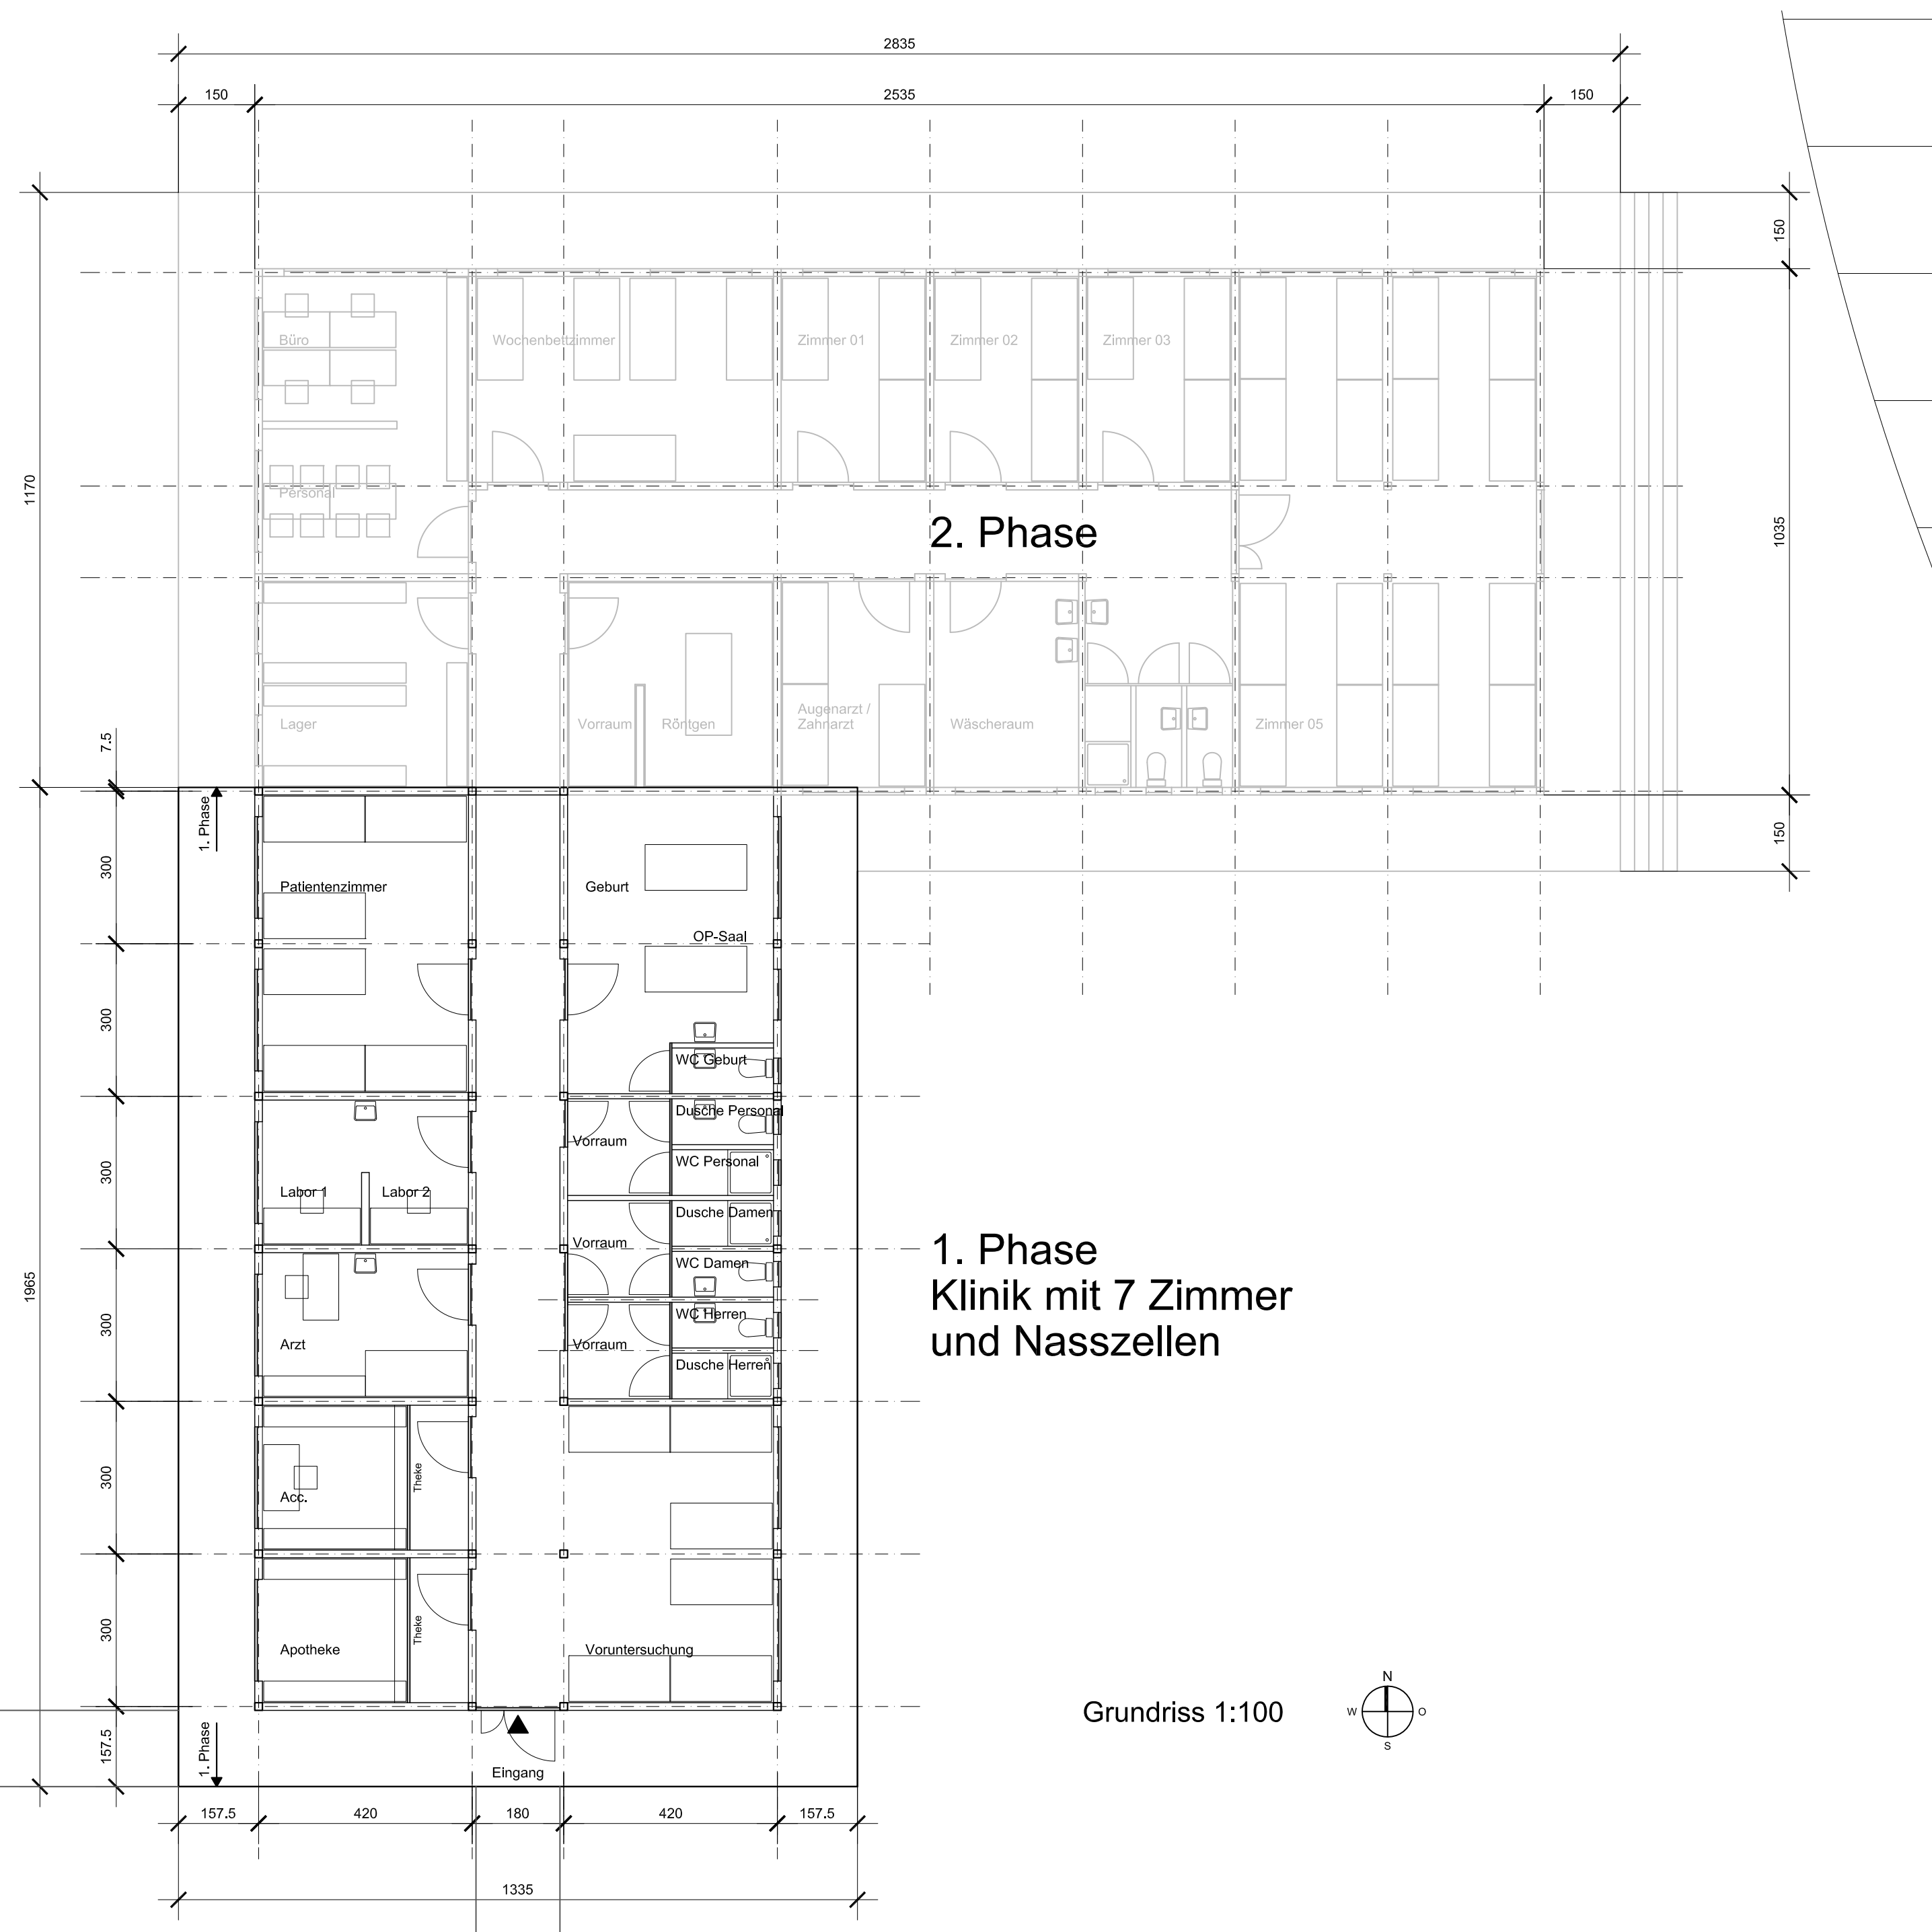 2835
150
2535
150
150
Büro
Wochenbettzimmer
Zimmer 01
Zimmer 02
Zimmer 03
1170
Personal
2. Phase
1035
Lager
Vorraum
Röntgen
Augenarzt /
Zahnarzt
Wäscheraum
Zimmer 05
7.5
1. Phase
150
300
Patientenzimmer
Geburt
OP-Saal
300
WC Geburt
Dusche Personal
Vorraum
300
WC Personal
Labor 1
Labor 2
Dusche Damen
Vorraum
1. Phase
Klinik mit 7 Zimmer
und Nasszellen
WC Damen
1965
300
WC Herren
Arzt
Vorraum
Dusche Herren
300
Acc.
Theke
300
Apotheke
Theke
Voruntersuchung
Grundriss 1:100
N
W
O
S
157.5
1. Phase
Eingang
157.5
420
180
420
157.5
1335